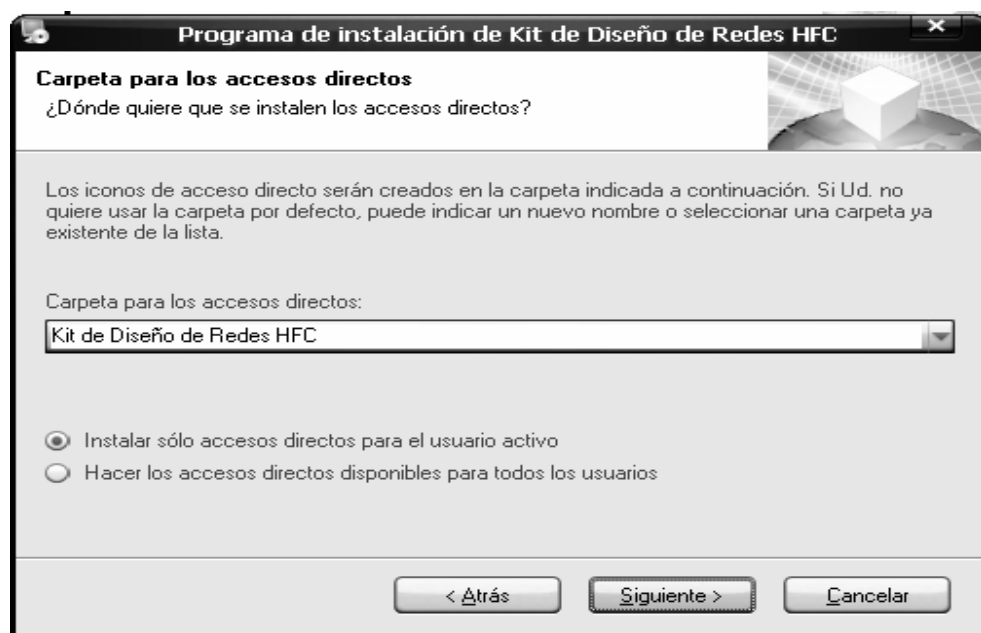 Programa de instalación de Kit de Diseño de Redes HFC
Carpeta para los accesos directos
¿Dónde quiere que se instalen los accesos directos?
Los iconos de acceso directo serán creados en la carpeta indicada a continuación. Si Ud. no
quiere usar la carpeta por defecto, puede indicar un nuevo nombre o seleccionar una carpeta ya
existente de la lista.
Carpeta para los accesos directos:
Kit de Diseño de Redes HFC
Instalar sólo accesos directos para el usuario activo
Hacer los accesos directos disponibles para todos los usuarios
< Atrás
Siguiente >
Cancelar